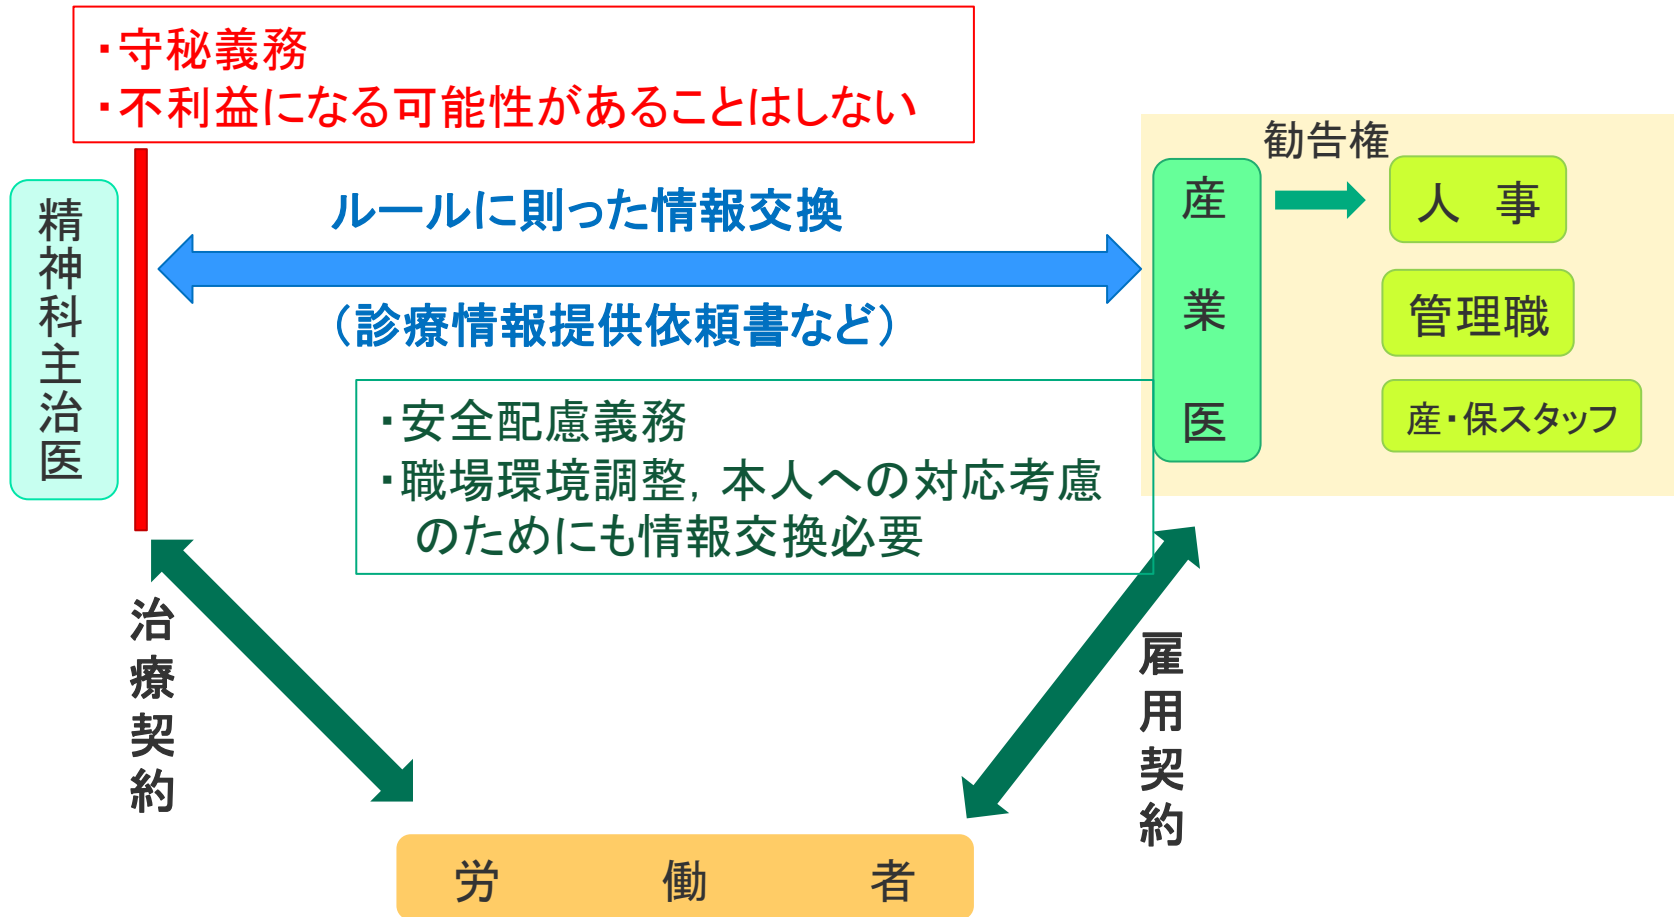 ・守秘義務
・不利益になる可能性があることはしない
精神科主治医
ルールに則った情報交換
（診療情報提供依頼書など）
勧告権
産業医
人　事
管理職
産・保スタッフ
・安全配慮義務
・職場環境調整，本人への対応考慮
のためにも情報交換必要
治療契約
雇用契約
労　働　者